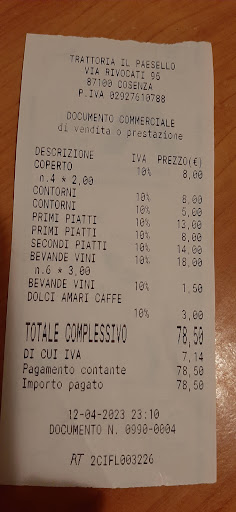 TRATTORIA IL PAESELLO
VIA RIVOCATI 95
87100 COSENZA
P.IVA 02927610788
DOCUMENTO COMMERCIALE
di vendita o prestazione
DESCRIZIONE IVA PREZZO(€)
COPERTO 10% 8,00
n.4 * 2,00
CONTORNI 10% 8,00
CONTORNI 10% 5,00
PRIMI PIATTI 10% 13,00
PRIMI PIATTI 10% 8,00
SECONDI PIATTI 10% 14,00
BEVANDE VINI 10% 18,00
n.6 * 3,00
BEVANDE VINI 10% 1,50
DOLCI AMARI CAFFE
10% 3,00
TOTALE COMPLESSIVO 78,50
DI CUI IVA 7,14
Pagamento contante 78,50
Importo pagato 78,50
12-04-2023 23:10
DOCUMENTO N. 0990-0004
RT 2CIFL003226